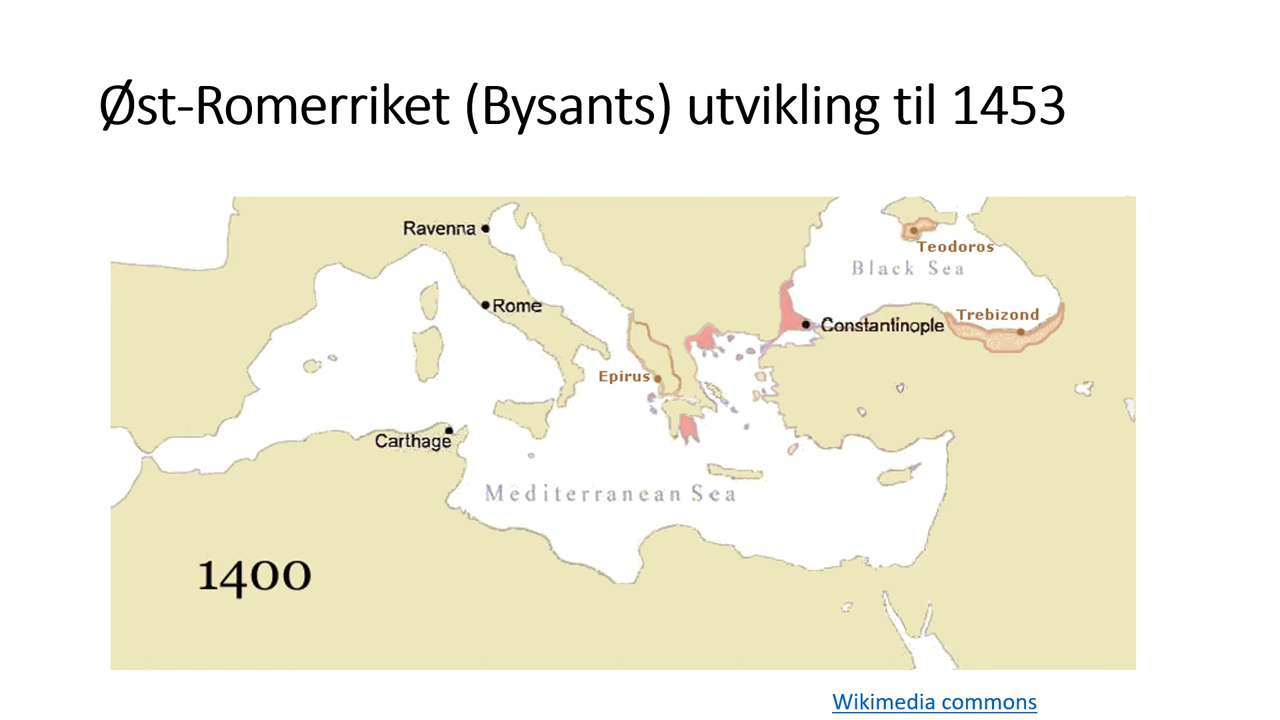 Øst-Romerriket (Bysants) utvikling til 1453
Ravenna
Teodoros
Black Sea
Rome
Trebizond
Constantinople
Epirus
Carthage
Mediterranean Sea
1400
Wikimedia commons